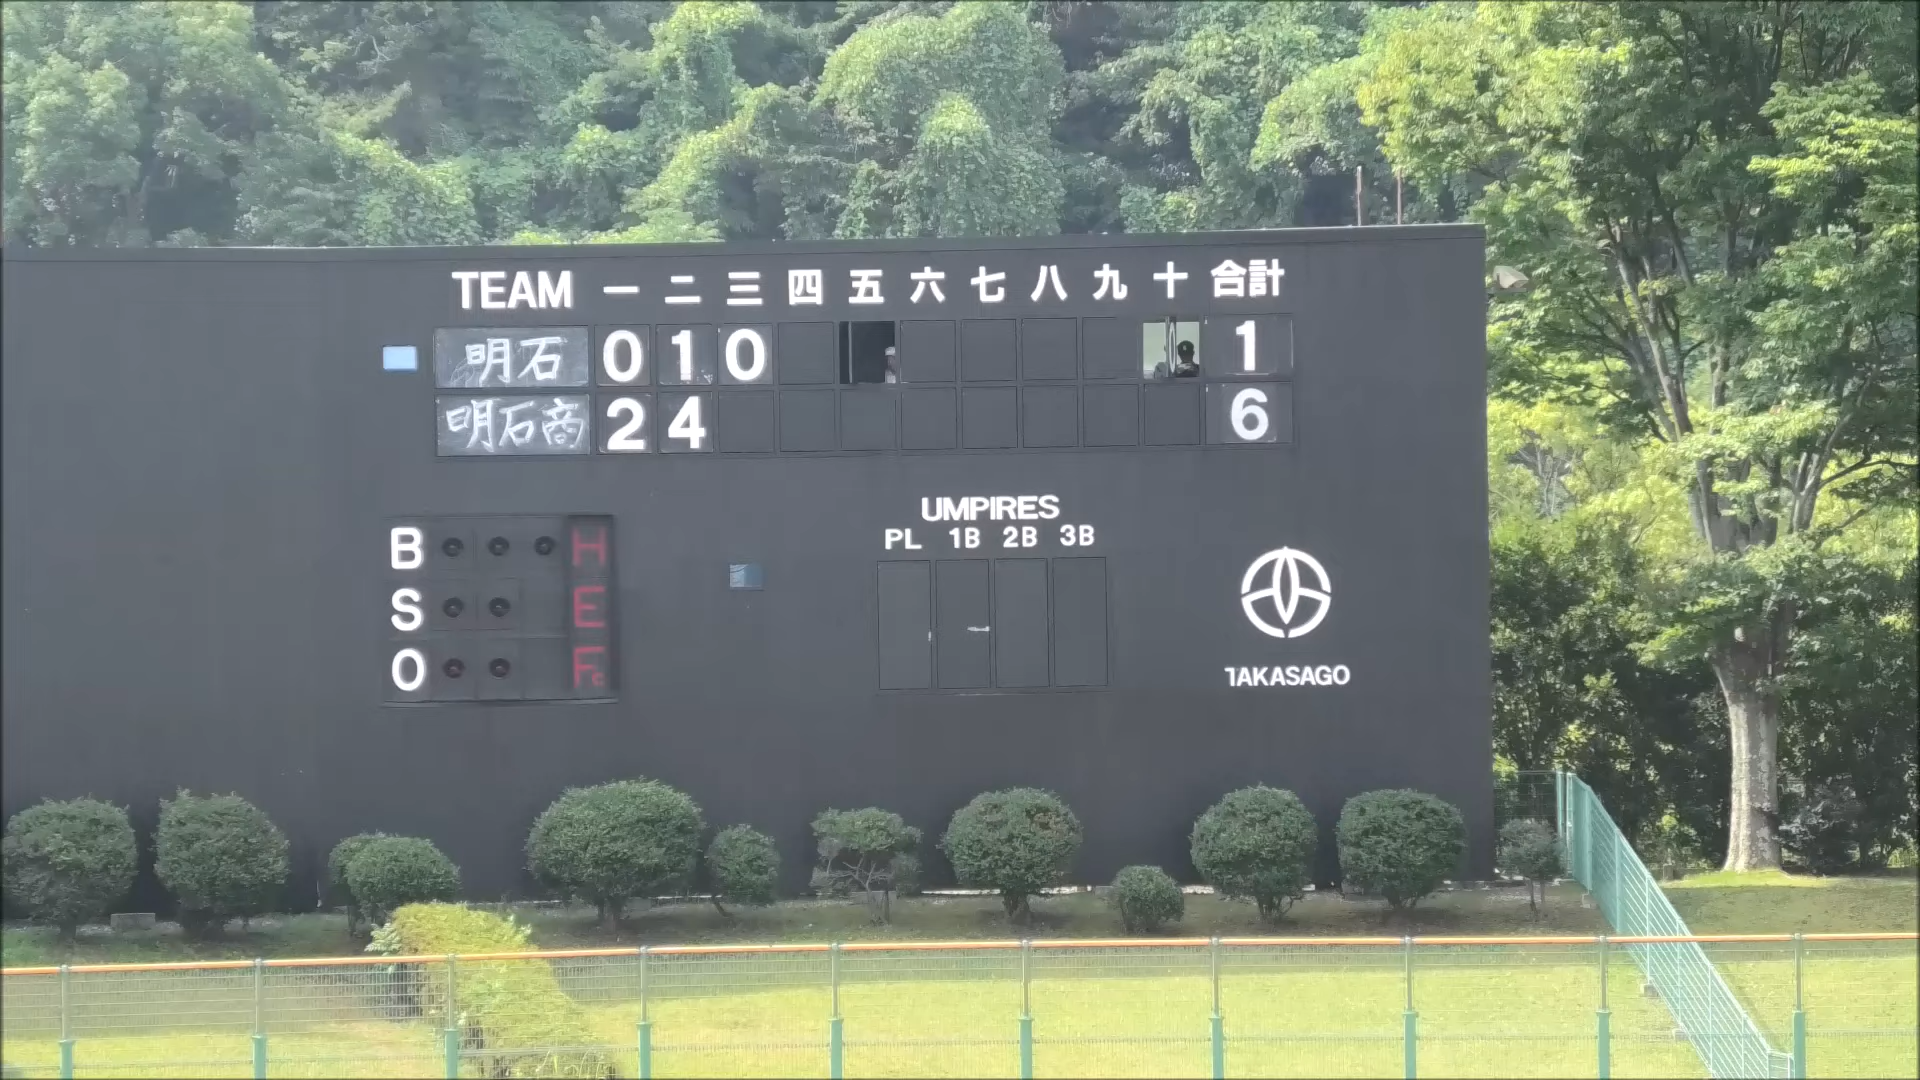 TEAM 一 二 三 四 五 六 七 八 九 十 合計
明石 0 1 0 1
明石商 2 4 6
UMPIRES
PL 1B 2B 3B
B H
S E
O Fc
TAKASAGO